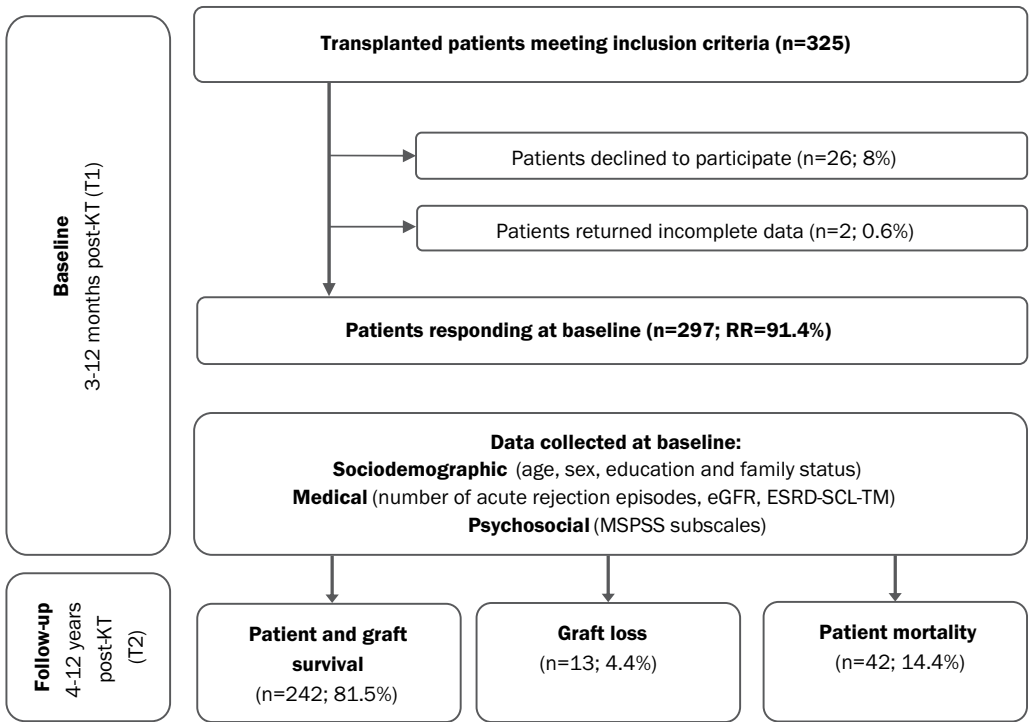 Transplanted patients meeting inclusion criteria (n=325)
Patients declined to participate (n=26; 8%)
Patients returned incomplete data (n=2; 0.6%)
Baseline
3-12 months post-KT (T1)
Patients responding at baseline (n=297; RR=91.4%)
Data collected at baseline:
Sociodemographic (age, sex, education and family status)
Medical (number of acute rejection episodes, eGFR, ESRD-SCL-TM)
Psychosocial (MSPSS subscales)
Follow-up
4-12 years
post-KT
(T2)
Patient and graft
survival
(n=242; 81.5%)
Graft loss
(n=13; 4.4%)
Patient mortality
(n=42; 14.4%)